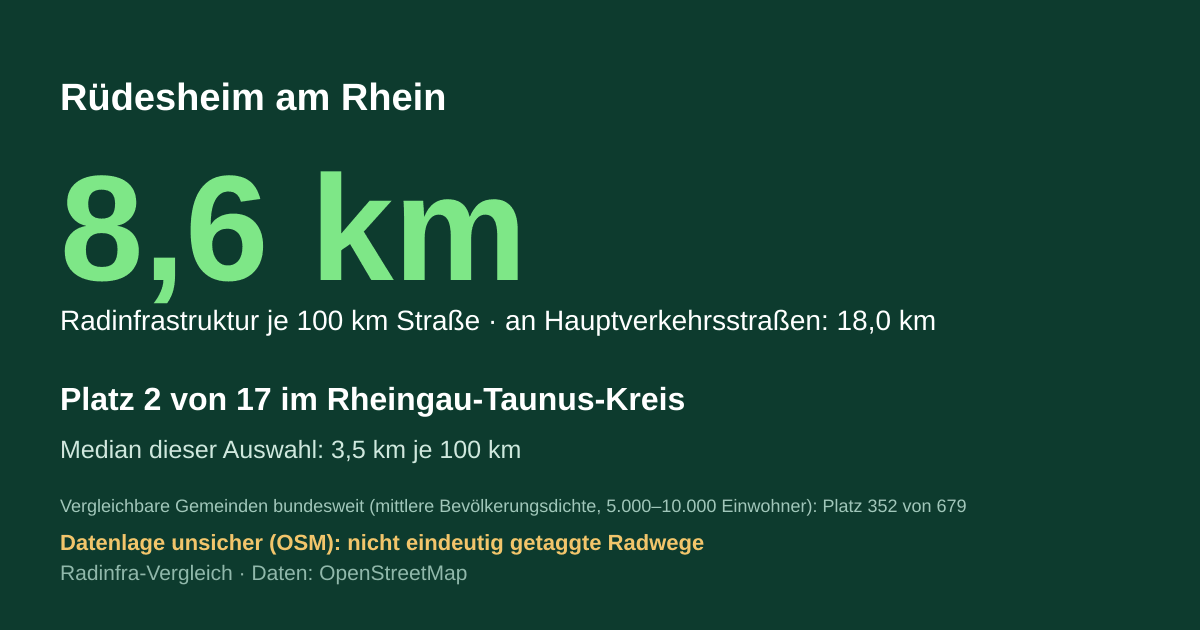 Rüdesheim am Rhein
8,6 km
Radinfrastruktur je 100 km Straße · an Hauptverkehrsstraßen: 18,0 km
Platz 2 von 17 im Rheingau-Taunus-Kreis
Median dieser Auswahl: 3,5 km je 100 km
Vergleichbare Gemeinden bundesweit (mittlere Bevölkerungsdichte, 5.000–10.000 Einwohner): Platz 352 von 679
Datenlage unsicher (OSM): nicht eindeutig getaggte Radwege
Radinfra-Vergleich · Daten: OpenStreetMap